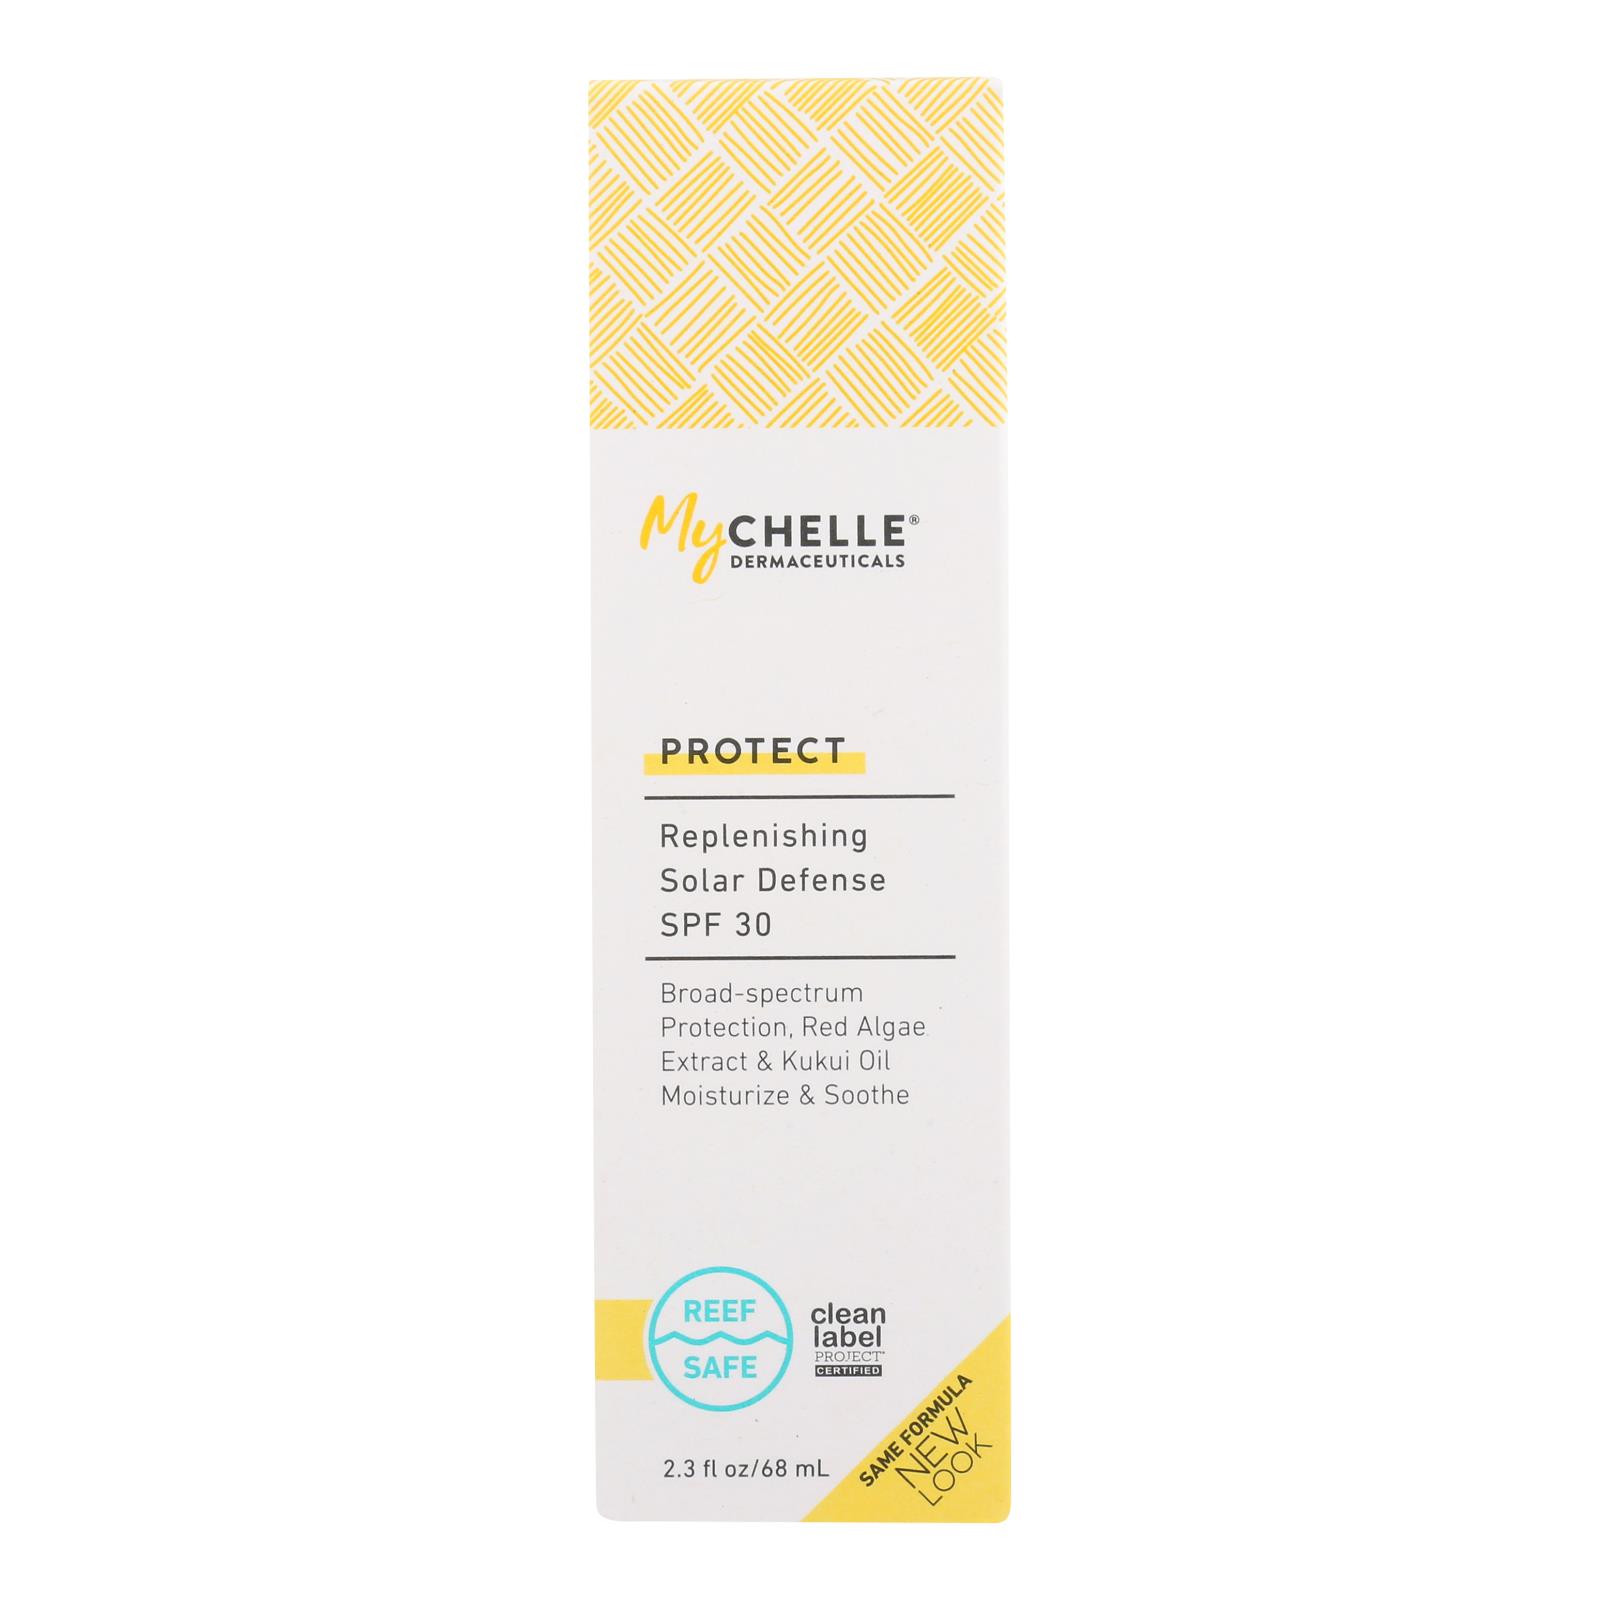 MyCHELLE®
DERMACEUTICALS
PROTECT
Replenishing
Solar Defense
SPF 30
Broad-spectrum
Protection, Red Algae
Extract & Kukui Oil
Moisturize & Soothe
REEF
SAFE
clean
label
PROJECT
CERTIFIED
2.3 fl oz/68 mL
SAME FORMULA
NEW
LOOK